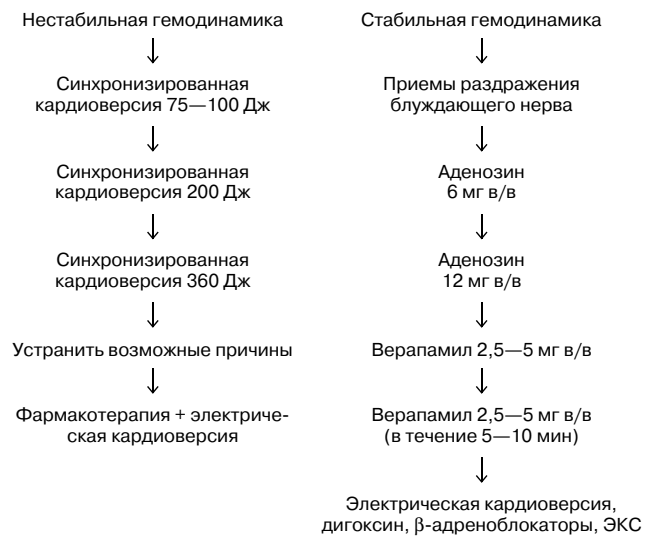 Нестабильная гемодинамика
Синхронизированная
кардиоверсия 75—100 Дж
Синхронизированная
кардиоверсия 200 Дж
Синхронизированная
кардиоверсия 360 Дж
Устранить возможные причины
Фармакотерапия + электриче-
ская кардиоверсия
Стабильная гемодинамика
Приемы раздражения
блуждающего нерва
Аденозин
6 мг в/в
Аденозин
12 мг в/в
Верапамил 2,5—5 мг в/в
Верапамил 2,5—5 мг в/в
(в течение 5—10 мин)
Электрическая кардиоверсия,
дигоксин, β-адреноблокаторы, ЭКС